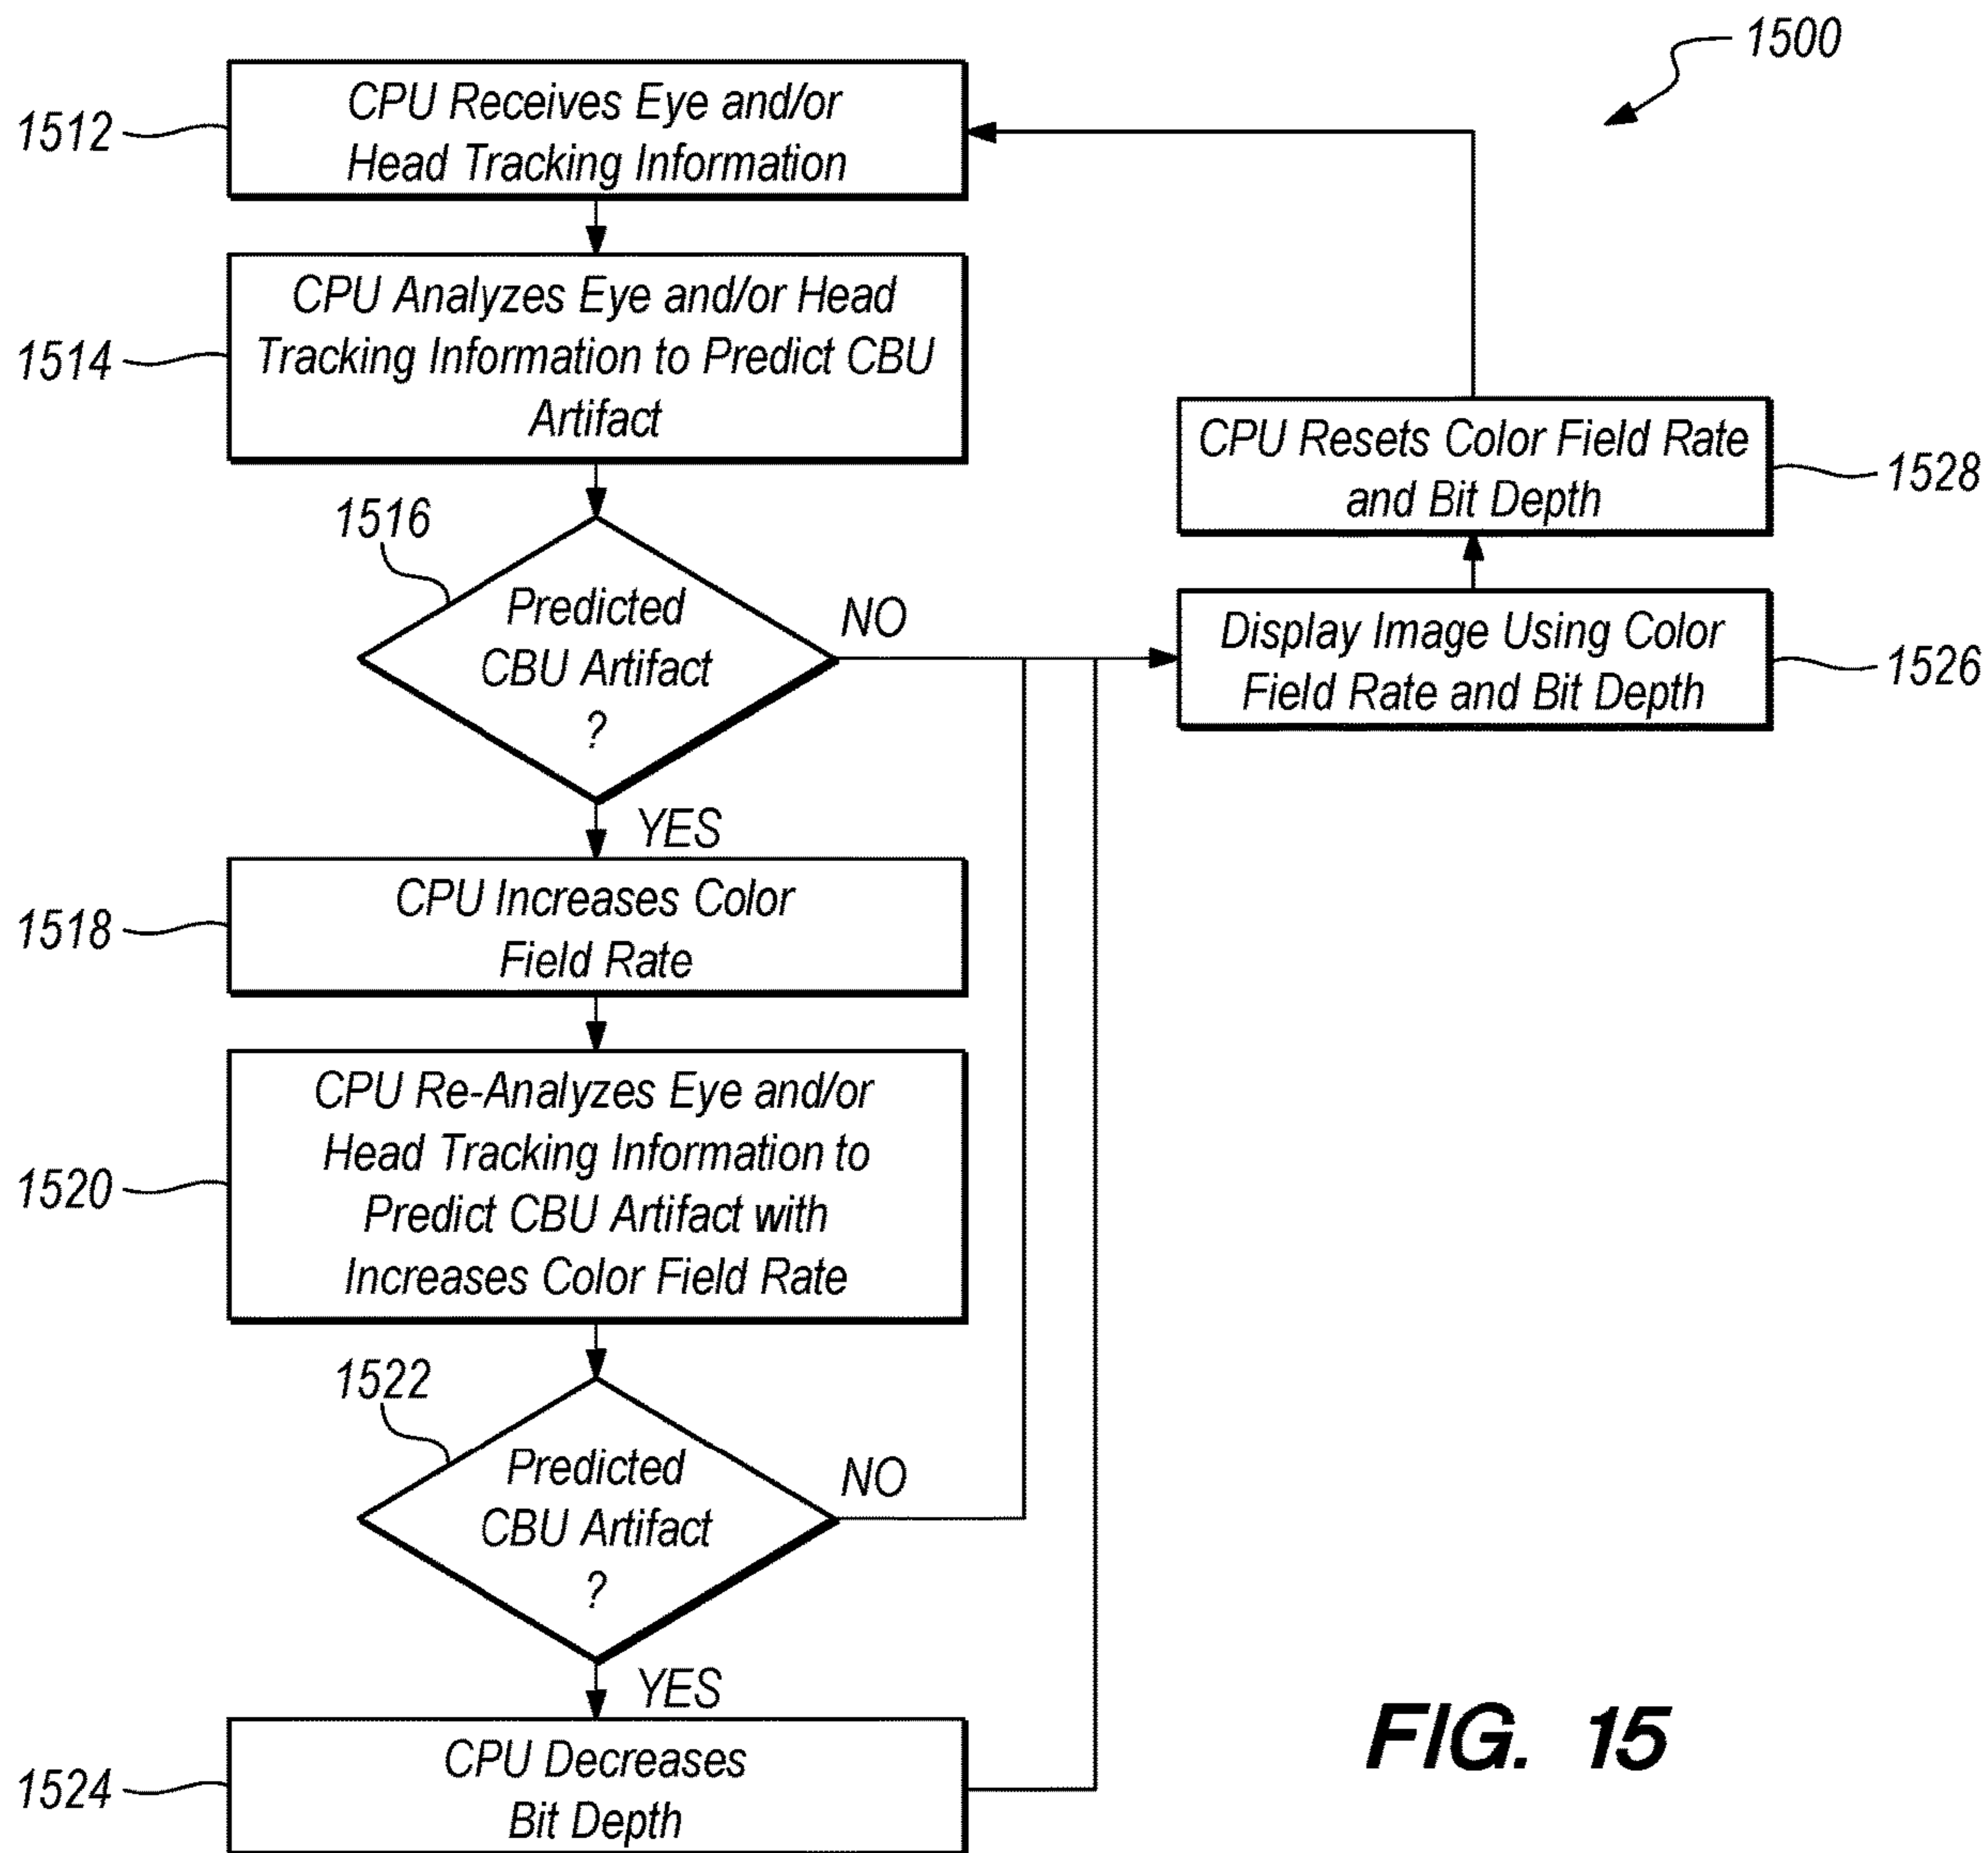 1500
1512
CPU Receives Eye and/or
Head Tracking Information
1514
CPU Analyzes Eye and/or Head
Tracking Information to Predict CBU
Artifact
1516
Predicted
CBU Artifact
?
NO
YES
1518
CPU Increases Color
Field Rate
1520
CPU Re-Analyzes Eye and/or
Head Tracking Information to
Predict CBU Artifact with
Increases Color Field Rate
1522
Predicted
CBU Artifact
?
NO
YES
1524
CPU Decreases
Bit Depth
CPU Resets Color Field Rate
and Bit Depth
1528
Display Image Using Color
Field Rate and Bit Depth
1526
FIG. 15